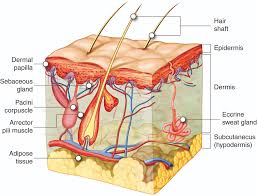 Hair
shaft
Dermal
papilla
Sebaceous
gland
Pacini
corpuscle
Arrector
pili muscle
Adipose
tissue
Epidermis
Dermis
Eccrine
sweat gland
Subcutaneous
(hypodermis)